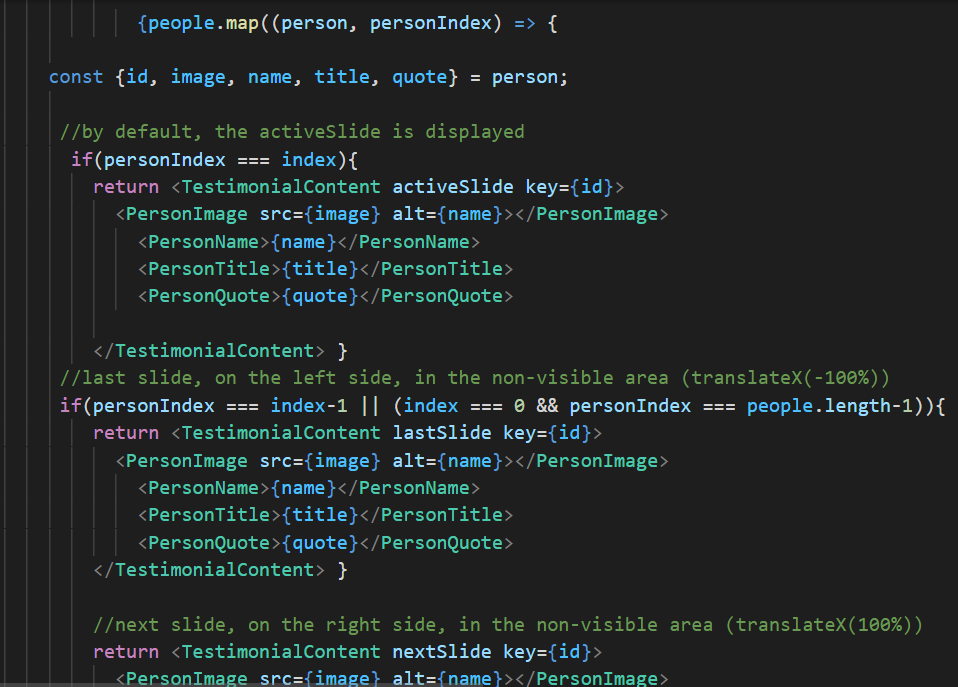 {people.map((person, personIndex) => {
const {id, image, name, title, quote} = person;
//by default, the activeSlide is displayed
if(personIndex === index){
return <TestimonialContent activeSlide key={id}>
<PersonImage src={image} alt={name}></PersonImage>
<PersonName>{name}</PersonName>
<PersonTitle>{title}</PersonTitle>
<PersonQuote>{quote}</PersonQuote>
</TestimonialContent> }
//last slide, on the left side, in the non-visible area (translateX(-100%))
if(personIndex === index-1 || (index === 0 && personIndex === people.length-1)){
return <TestimonialContent lastSlide key={id}>
<PersonImage src={image} alt={name}></PersonImage>
<PersonName>{name}</PersonName>
<PersonTitle>{title}</PersonTitle>
<PersonQuote>{quote}</PersonQuote>
</TestimonialContent> }
//next slide, on the right side, in the non-visible area (translateX(100%))
return <TestimonialContent nextSlide key={id}>
<PersonImage src={image} alt={name}></PersonImage>